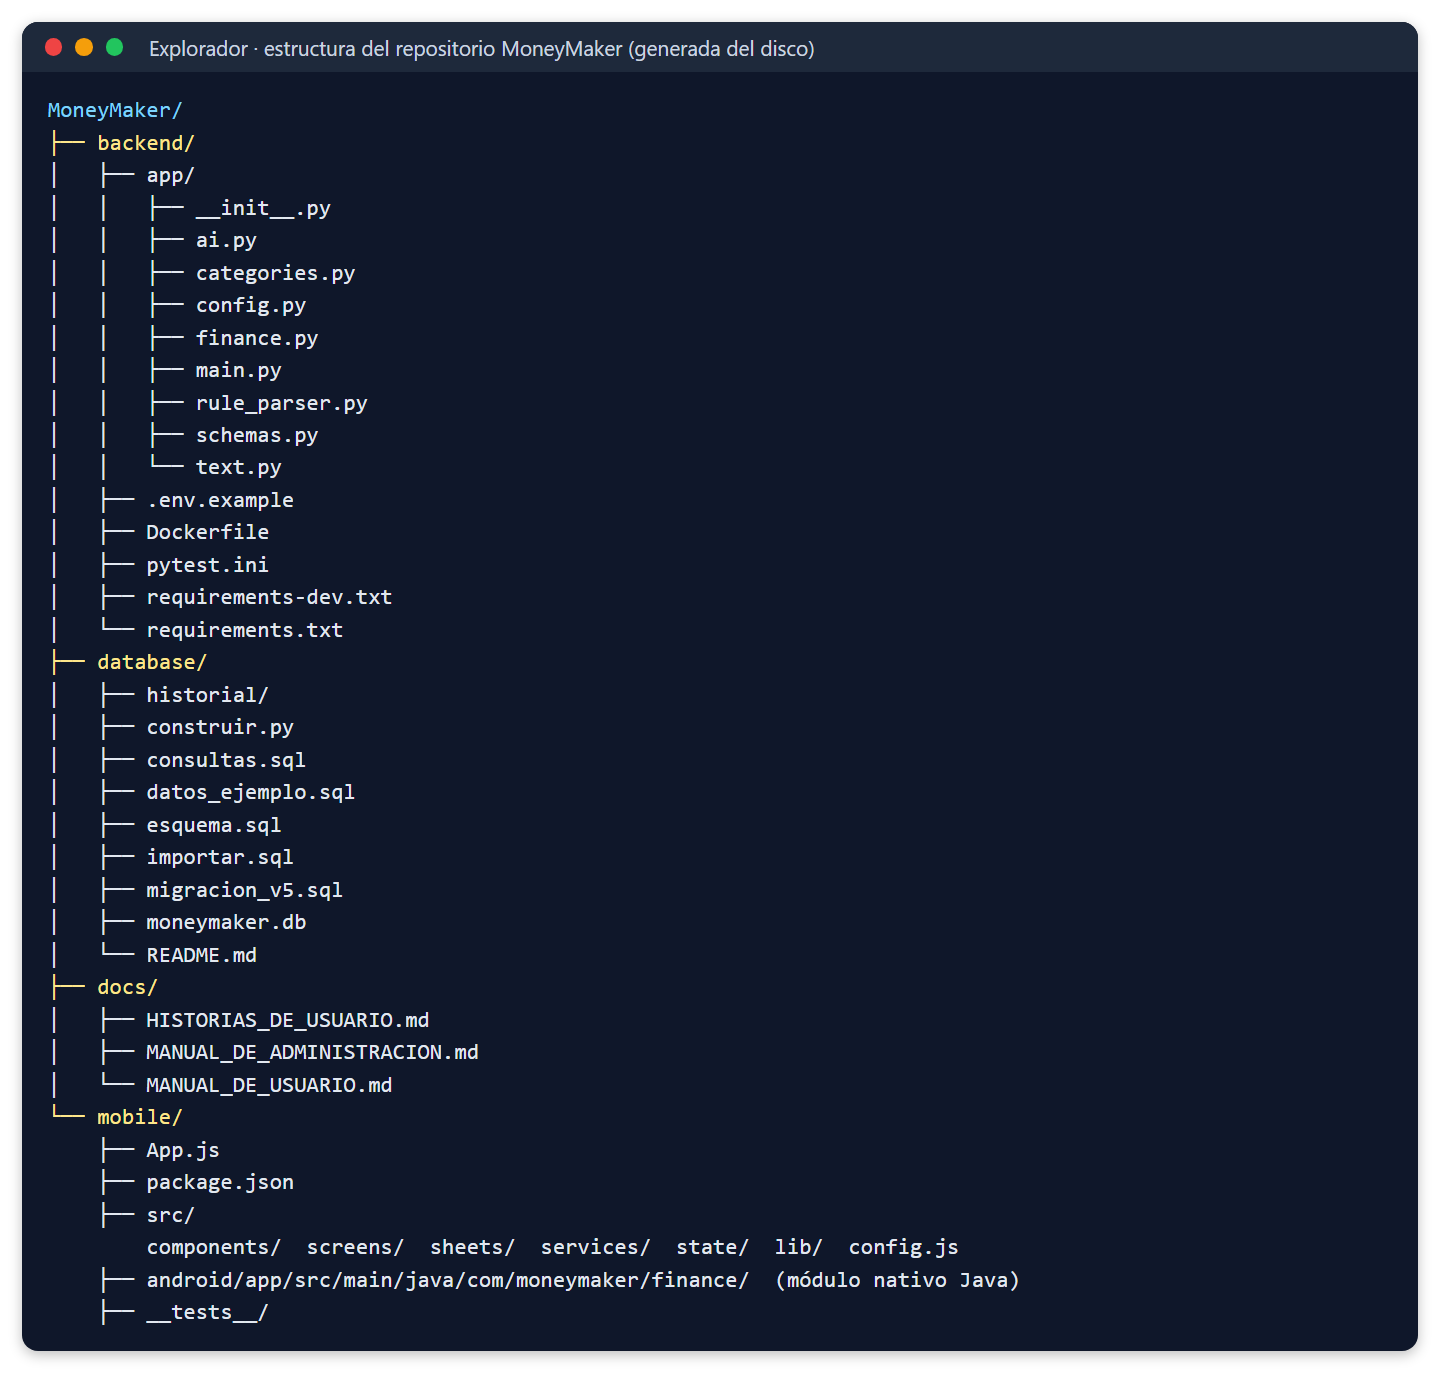 Explorador · estructura del repositorio MoneyMaker (generada del disco)
MoneyMaker/
├── backend/
│   ├── app/
│   │   ├── __init__.py
│   │   ├── ai.py
│   │   ├── categories.py
│   │   ├── config.py
│   │   ├── finance.py
│   │   ├── main.py
│   │   ├── rule_parser.py
│   │   ├── schemas.py
│   │   └── text.py
│   ├── .env.example
│   ├── Dockerfile
│   ├── pytest.ini
│   ├── requirements-dev.txt
│   └── requirements.txt
├── database/
│   ├── historial/
│   ├── construir.py
│   ├── consultas.sql
│   ├── datos_ejemplo.sql
│   ├── esquema.sql
│   ├── importar.sql
│   ├── migracion_v5.sql
│   ├── moneymaker.db
│   └── README.md
├── docs/
│   ├── HISTORIAS_DE_USUARIO.md
│   ├── MANUAL_DE_ADMINISTRACION.md
│   └── MANUAL_DE_USUARIO.md
└── mobile/
    ├── App.js
    ├── package.json
    ├── src/
        components/  screens/  sheets/  services/  state/  lib/  config.js
    ├── android/app/src/main/java/com/moneymaker/finance/  (módulo nativo Java)
    ├── __tests__/